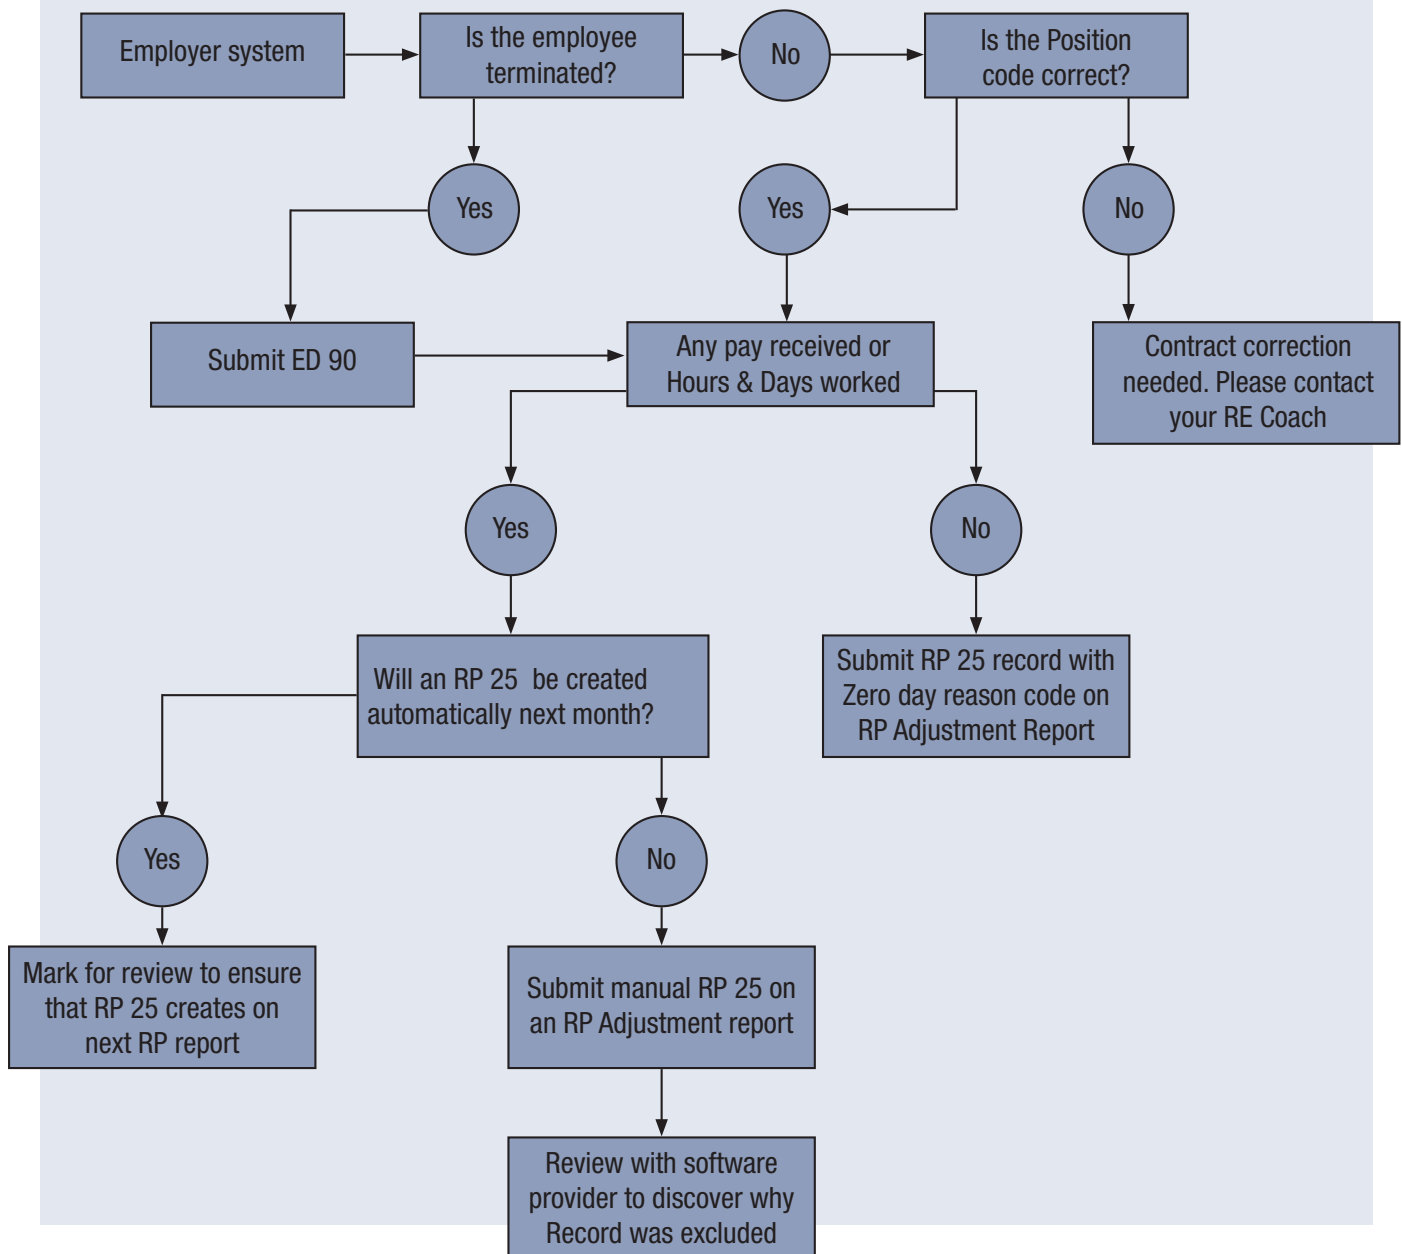 Employer system
Is the employee
terminated?
No
Is the Position
code correct?
Yes
Yes
No
Submit ED 90
Any pay received or
Hours & Days worked
Contract correction
needed. Please contact
your RE Coach
Yes
No
Will an RP 25 be created
automatically next month?
Submit RP 25 record with
Zero day reason code on
RP Adjustment Report
Yes
No
Mark for review to ensure
that RP 25 creates on
next RP report
Submit manual RP 25 on
an RP Adjustment report
Review with software
provider to discover why
Record was excluded